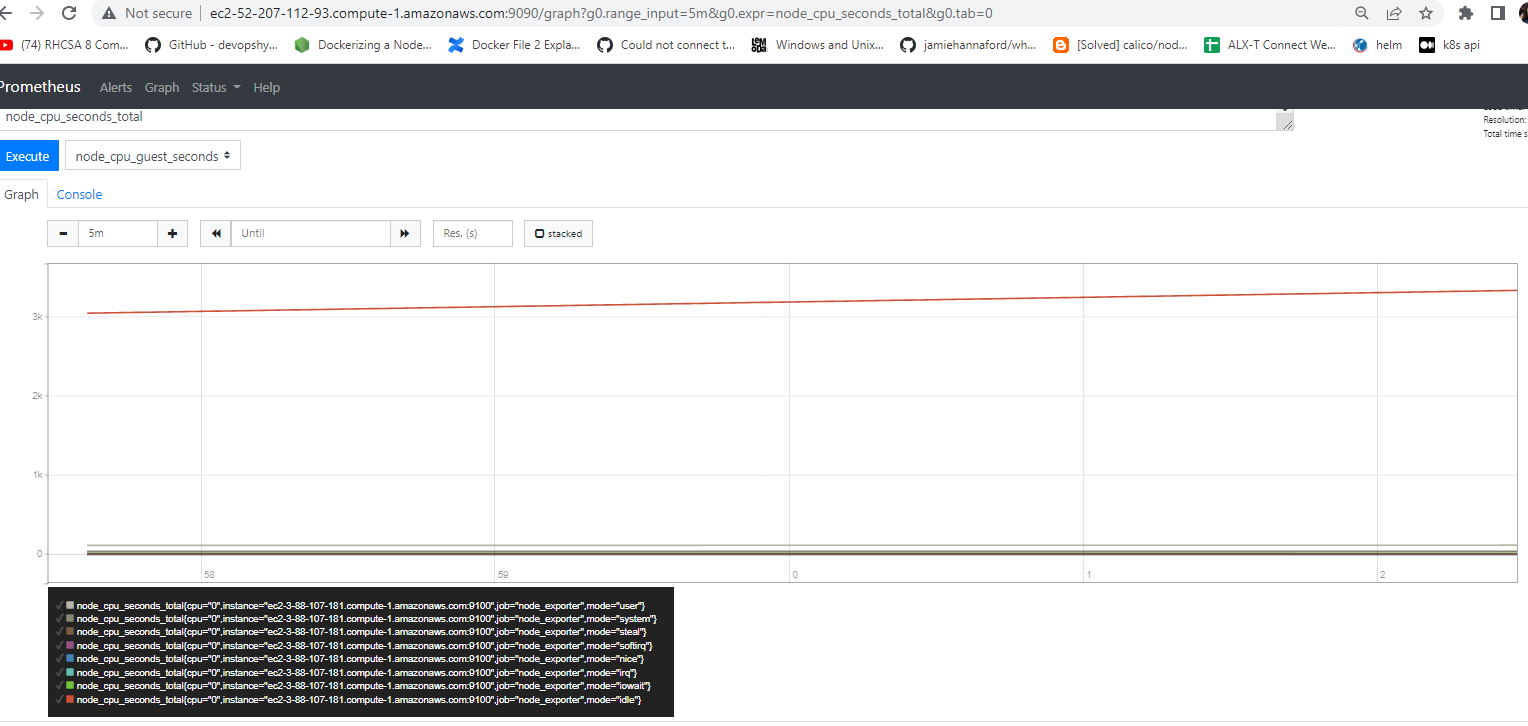 Not secure ec2-52-207-112-93.compute-1.amazonaws.com:9090/graph?g0.range_input=5m&g0.expr=node_cpu_seconds_total&g0.tab=0
(74) RHCSA 8 Com... GitHub - devopshy... Dockerizing a Node... Docker File 2 Expla... Could not connect t... Windows and Unix,... jamiehannaford/wh... [Solved] calico/nod... ALX-T Connect We... helm k8s api
Prometheus Alerts Graph Status Help
node_cpu_seconds_total
Resolution:
Total time s
Execute node_cpu_guest_seconds
Graph Console
5m Until Res. (s) stacked
3k
2k
1k
0
58 59 0 1 2
node_cpu_seconds_total{cpu="0",instance="ec2-3-88-107-181.compute-1.amazonaws.com:9100",job="node_exporter",mode="user"}
node_cpu_seconds_total{cpu="0",instance="ec2-3-88-107-181.compute-1.amazonaws.com:9100",job="node_exporter",mode="system"}
node_cpu_seconds_total{cpu="0",instance="ec2-3-88-107-181.compute-1.amazonaws.com:9100",job="node_exporter",mode="steal"}
node_cpu_seconds_total{cpu="0",instance="ec2-3-88-107-181.compute-1.amazonaws.com:9100",job="node_exporter",mode="softirq"}
node_cpu_seconds_total{cpu="0",instance="ec2-3-88-107-181.compute-1.amazonaws.com:9100",job="node_exporter",mode="nice"}
node_cpu_seconds_total{cpu="0",instance="ec2-3-88-107-181.compute-1.amazonaws.com:9100",job="node_exporter",mode="irq"}
node_cpu_seconds_total{cpu="0",instance="ec2-3-88-107-181.compute-1.amazonaws.com:9100",job="node_exporter",mode="iowait"}
node_cpu_seconds_total{cpu="0",instance="ec2-3-88-107-181.compute-1.amazonaws.com:9100",job="node_exporter",mode="idle"}